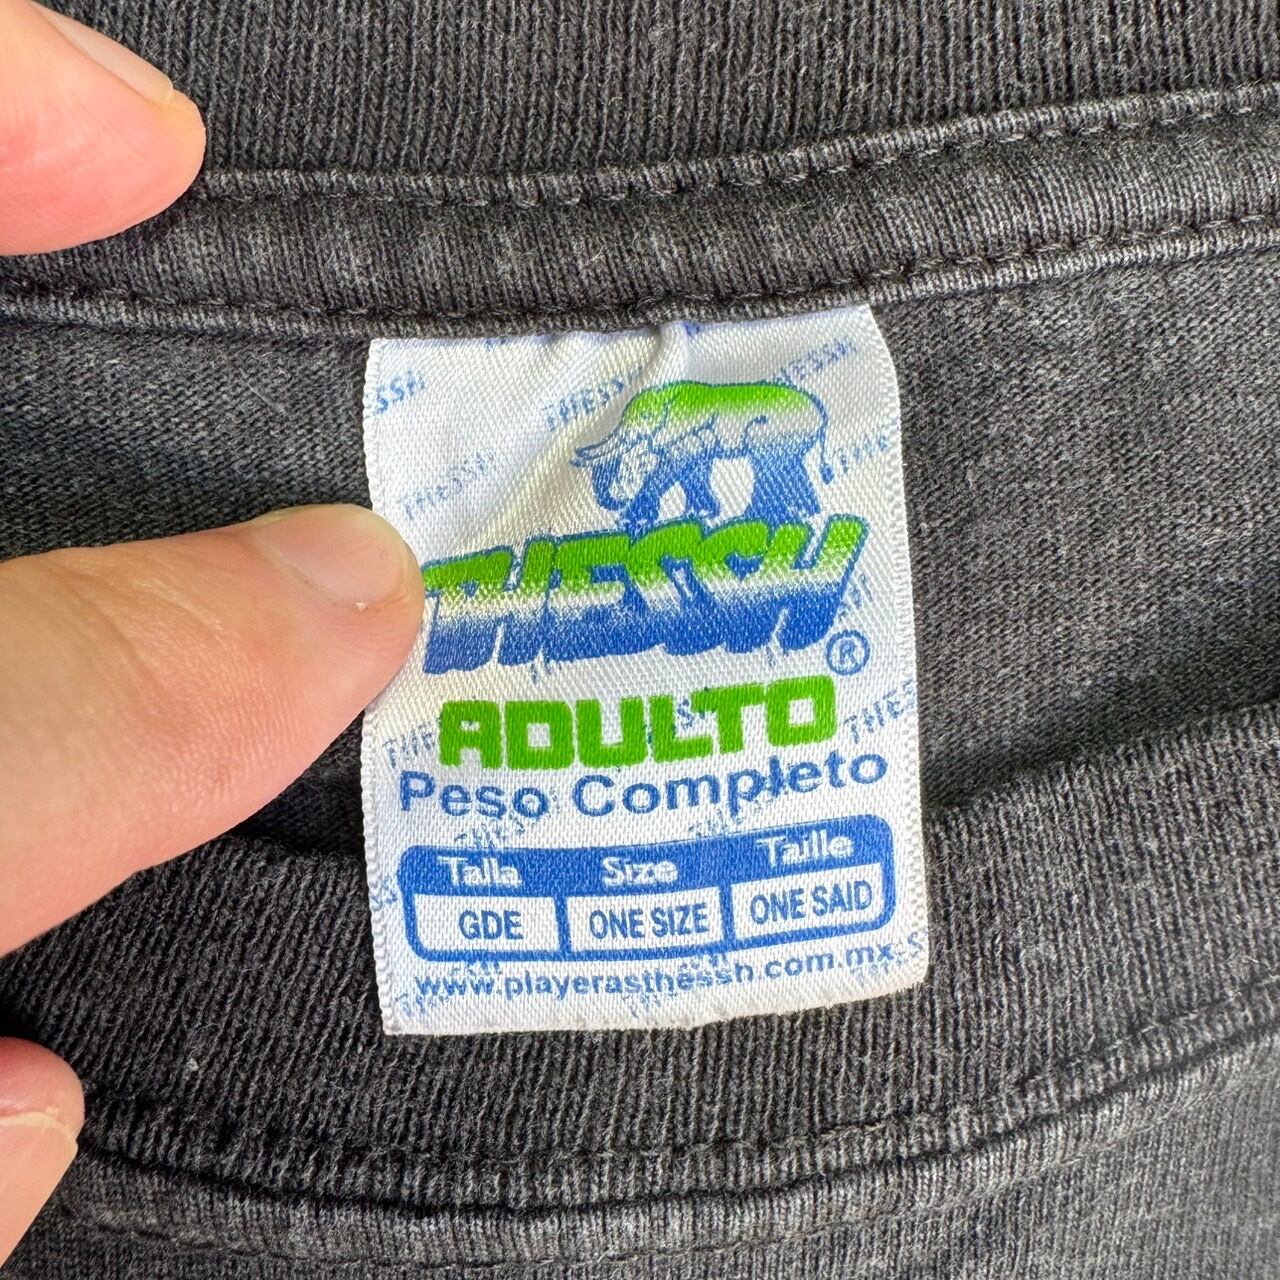 THESSH
®
ADULTO
Peso Completo
Talla Size Taille
GDE ONE SIZE ONE SAID
www.playerasthessh.com.mx